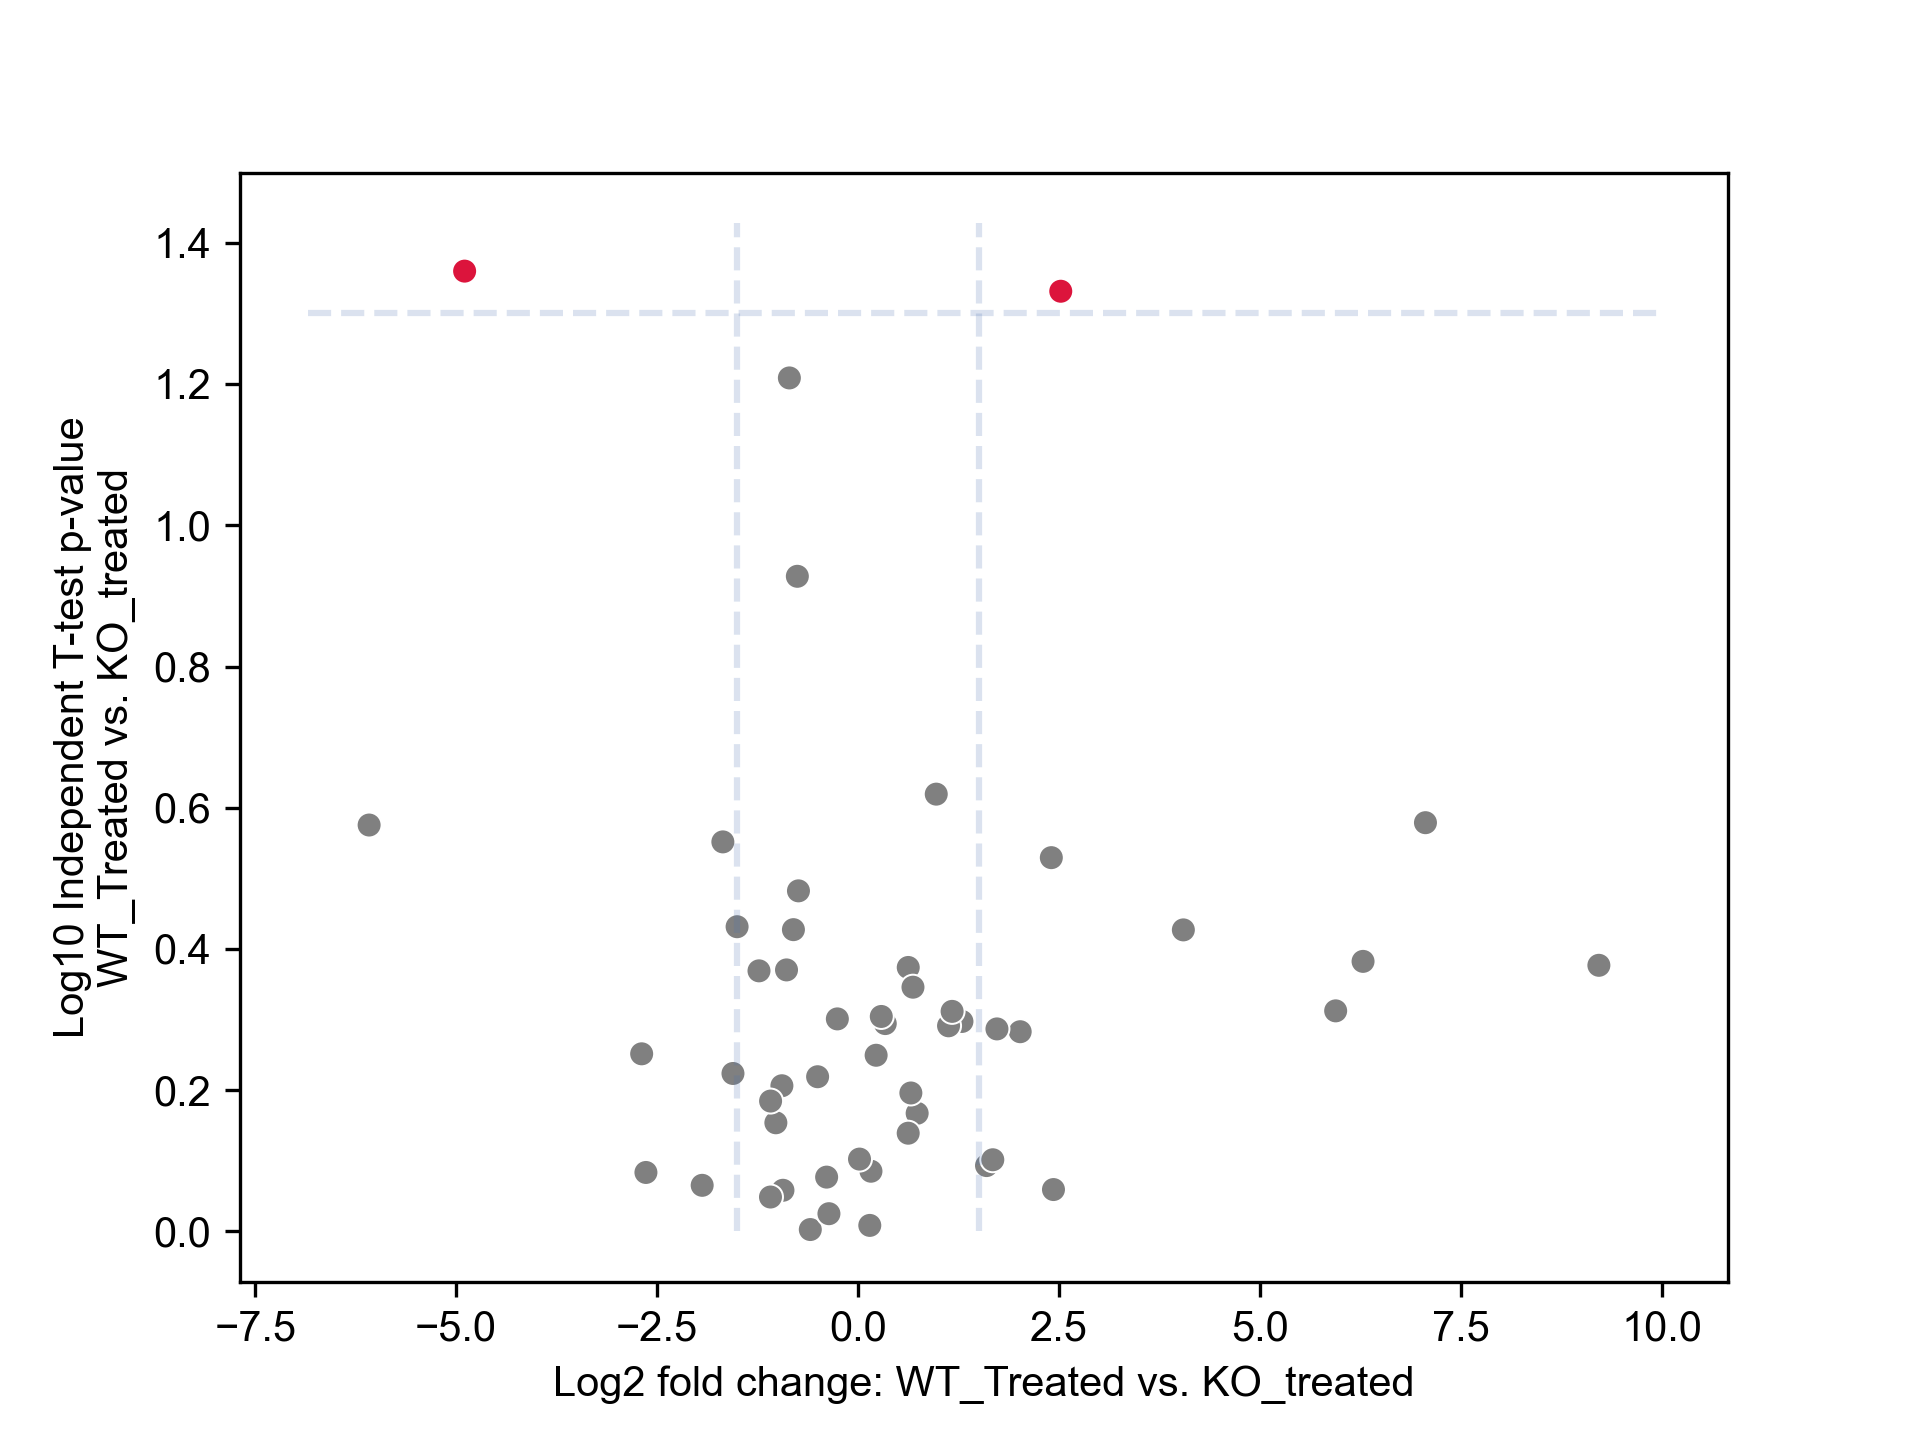 Log10 Independent T-test p-value
WT_Treated vs. KO_treated
1.4
1.2
1.0
0.8
0.6
0.4
0.2
0.0
−7.5 −5.0 −2.5 0.0 2.5 5.0 7.5 10.0
Log2 fold change: WT_Treated vs. KO_treated